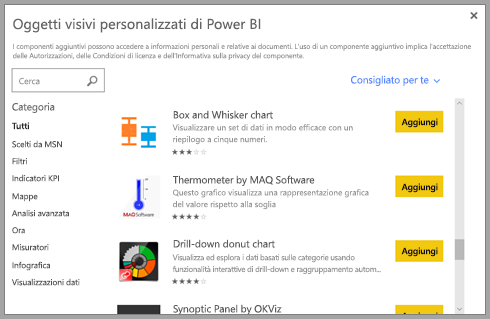 Oggetti visivi personalizzati di Power BI
I componenti aggiuntivi possono accedere a informazioni personali e relative ai documenti. L'uso di un componente aggiuntivo implica l'accettazione
delle Autorizzazioni, delle Condizioni di licenza e dell'Informativa sulla privacy del componente.
Cerca
Consigliato per te
Categoria
Tutti
Scelti da MSN
Filtri
Indicatori KPI
Mappe
Analisi avanzata
Ora
Misuratori
Infografica
Visualizzazioni dati
Box and Whisker chart
Visualizzare un set di dati in modo efficace con un
riepilogo a cinque numeri.
Aggiungi
MAQSoftware
Thermometer by MAQ Software
Questo grafico visualizza una rappresentazione grafica
del valore rispetto alla soglia
Aggiungi
Drill-down donut chart
Visualizza ed esplora i dati basati sulle categorie usando
funzionalità interattive di drill-down e raggruppamento autom...
Aggiungi
Synoptic Panel by OKViz
Aggiungi